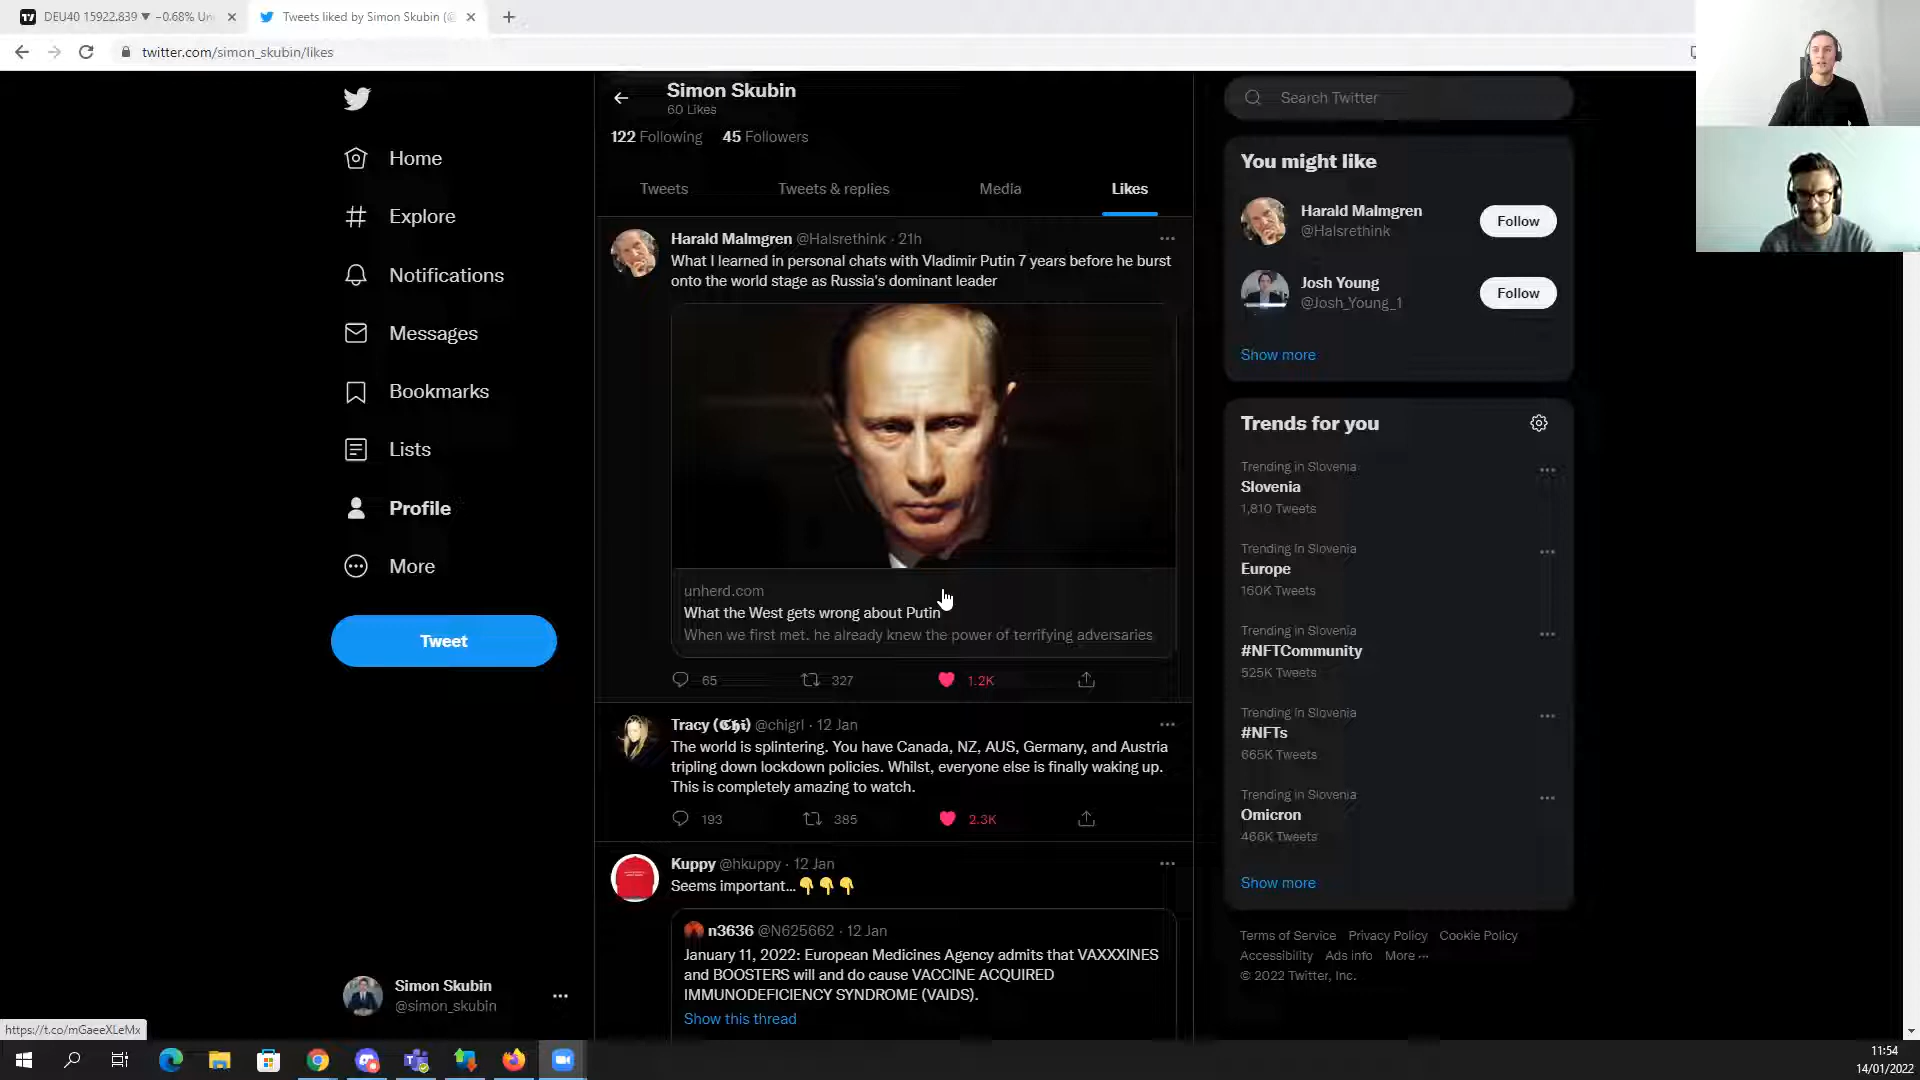 DEU40 15922.839 ▼ −0.68% Un
Tweets liked by Simon Skubin (@
twitter.com/simon_skubin/likes
Home
Explore
Notifications
Messages
Bookmarks
Lists
Profile
More
Tweet
Simon Skubin
@simon_skubin
https://t.co/mGaeeXLeMx
Simon Skubin
60 Likes
122 Following 45 Followers
Tweets Tweets & replies Media Likes
Harald Malmgren @Halsrethink · 21h
What I learned in personal chats with Vladimir Putin 7 years before he burst
onto the world stage as Russia's dominant leader
unherd.com
What the West gets wrong about Putin
When we first met. he already knew the power of terrifying adversaries
65 327 1.2K
Tracy (𝕮𝖍𝖎) @chigrl · 12 Jan
The world is splintering. You have Canada, NZ, AUS, Germany, and Austria
tripling down lockdown policies. Whilst, everyone else is finally waking up.
This is completely amazing to watch.
193 385 2.3K
Kuppy @hkuppy · 12 Jan
Seems important...👇👇👇
n3636 @N625662 · 12 Jan
January 11, 2022: European Medicines Agency admits that VAXXXINES
and BOOSTERS will and do cause VACCINE ACQUIRED
IMMUNODEFICIENCY SYNDROME (VAIDS).
Show this thread
Search Twitter
You might like
Harald Malmgren
@Halsrethink
Follow
Josh Young
@Josh_Young_1
Follow
Show more
Trends for you
Trending in Slovenia
Slovenia
1,810 Tweets
Trending in Slovenia
Europe
160K Tweets
Trending in Slovenia
#NFTCommunity
525K Tweets
Trending in Slovenia
#NFTs
665K Tweets
Trending in Slovenia
Omicron
466K Tweets
Show more
Terms of Service Privacy Policy Cookie Policy
Accessibility Ads info More ···
© 2022 Twitter, Inc.
11:54
14/01/2022